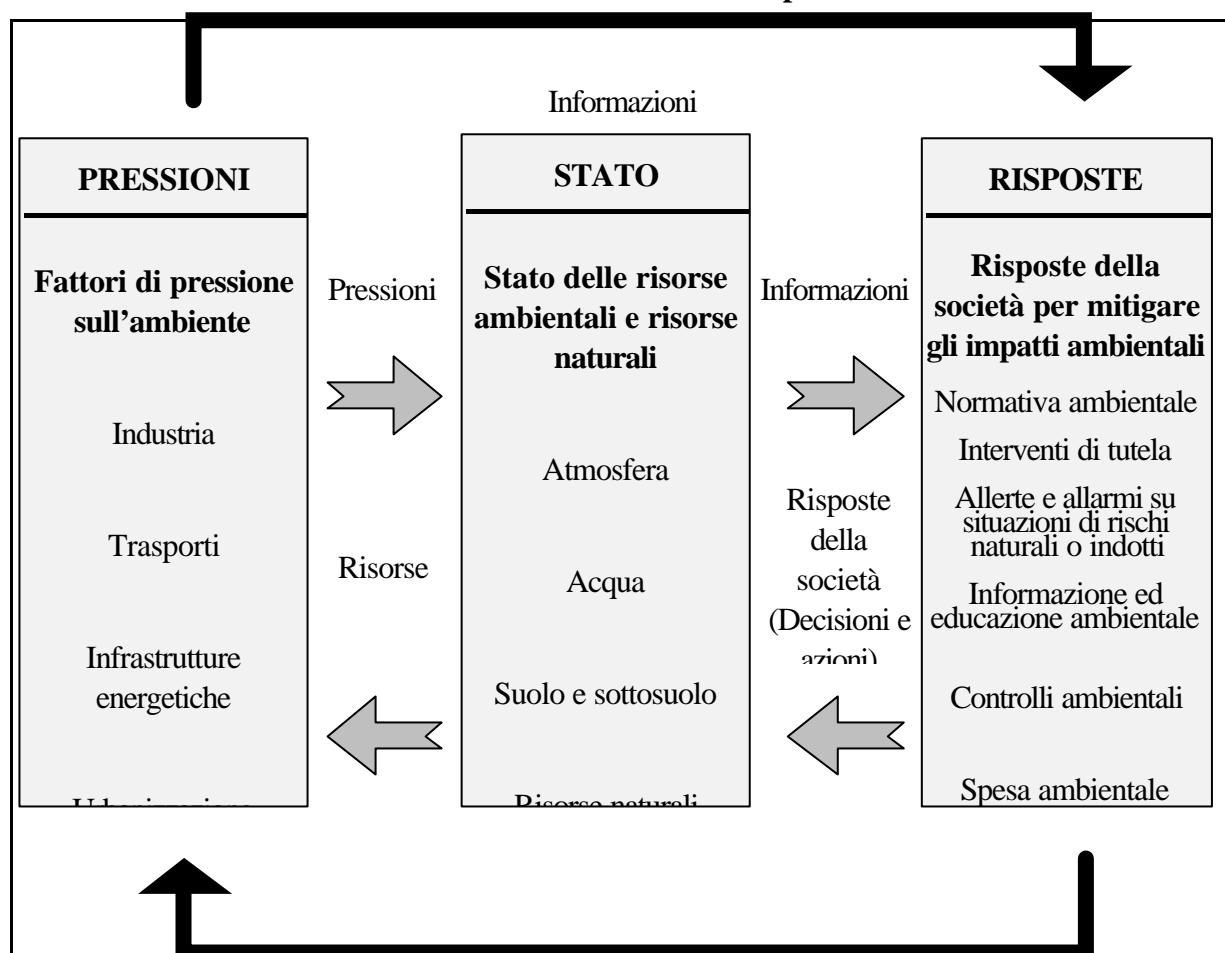 Informazioni
PRESSIONI
Fattori di pressione
sull’ambiente
Industria
Trasporti
Infrastrutture
energetiche
Pressioni
Risorse
STATO
Stato delle risorse
ambientali e risorse
naturali
Atmosfera
Acqua
Suolo e sottosuolo
Risorse naturali
Informazioni
Risposte
della
società
(Decisioni e
azioni)
RISPOSTE
Risposte della
società per mitigare
gli impatti ambientali
Normativa ambientale
Interventi di tutela
Allerte e allarmi su
situazioni di rischi
naturali o indotti
Informazione ed
educazione ambientale
Controlli ambientali
Spesa ambientale